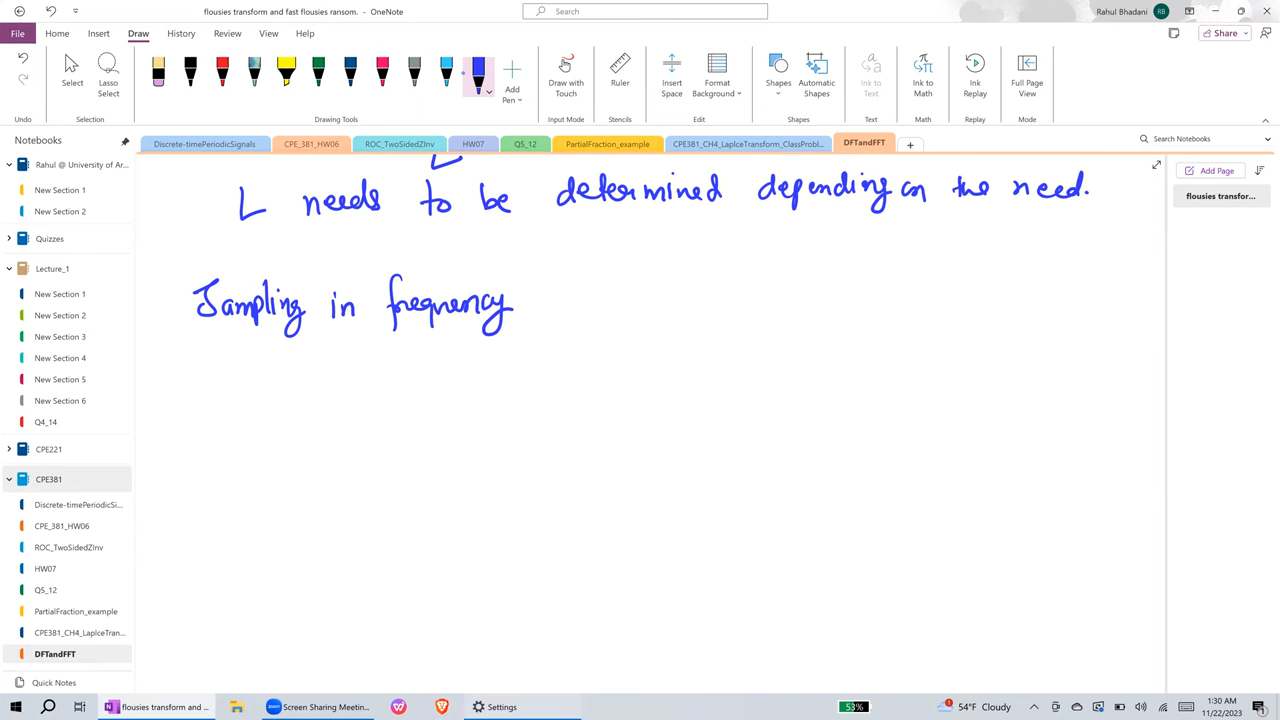 flousies transform and fast flousies ransom. - OneNote
Search
Rahul Bhadani
RB
File
Home
Insert
Draw
History
Review
View
Help
Share
Undo
Select
Lasso Select
Add Pen
Draw with Touch
Ruler
Insert Space
Format Background
Shapes
Automatic Shapes
Ink to Text
Ink to Math
Ink Replay
Full Page View
Undo
Selection
Drawing Tools
Input Mode
Stencils
Edit
Shapes
Text
Math
Replay
Mode
Notebooks
Discrete-timePeriodicSignals
CPE_381_HW06
ROC_TwoSidedZInv
HW07
Q5_12
PartialFraction_example
CPE381_CH4_LaplceTransform_ClassProbl...
DFTandFFT
Search Notebooks
Add Page
flousies transfor...
Rahul @ University of Ar...
New Section 1
New Section 2
Quizzes
Lecture_1
New Section 1
New Section 2
New Section 3
New Section 4
New Section 5
New Section 6
Q4_14
CPE221
CPE381
Discrete-timePeriodicSi...
CPE_381_HW06
ROC_TwoSidedZInv
HW07
Q5_12
PartialFraction_example
CPE381_CH4_LaplceTran...
DFTandFFT
Quick Notes
L needs to be determined depending on the need.
Sampling in frequency
flousies transform and ...
Screen Sharing Meetin...
Settings
53%
54°F Cloudy
1:30 AM
11/22/2023